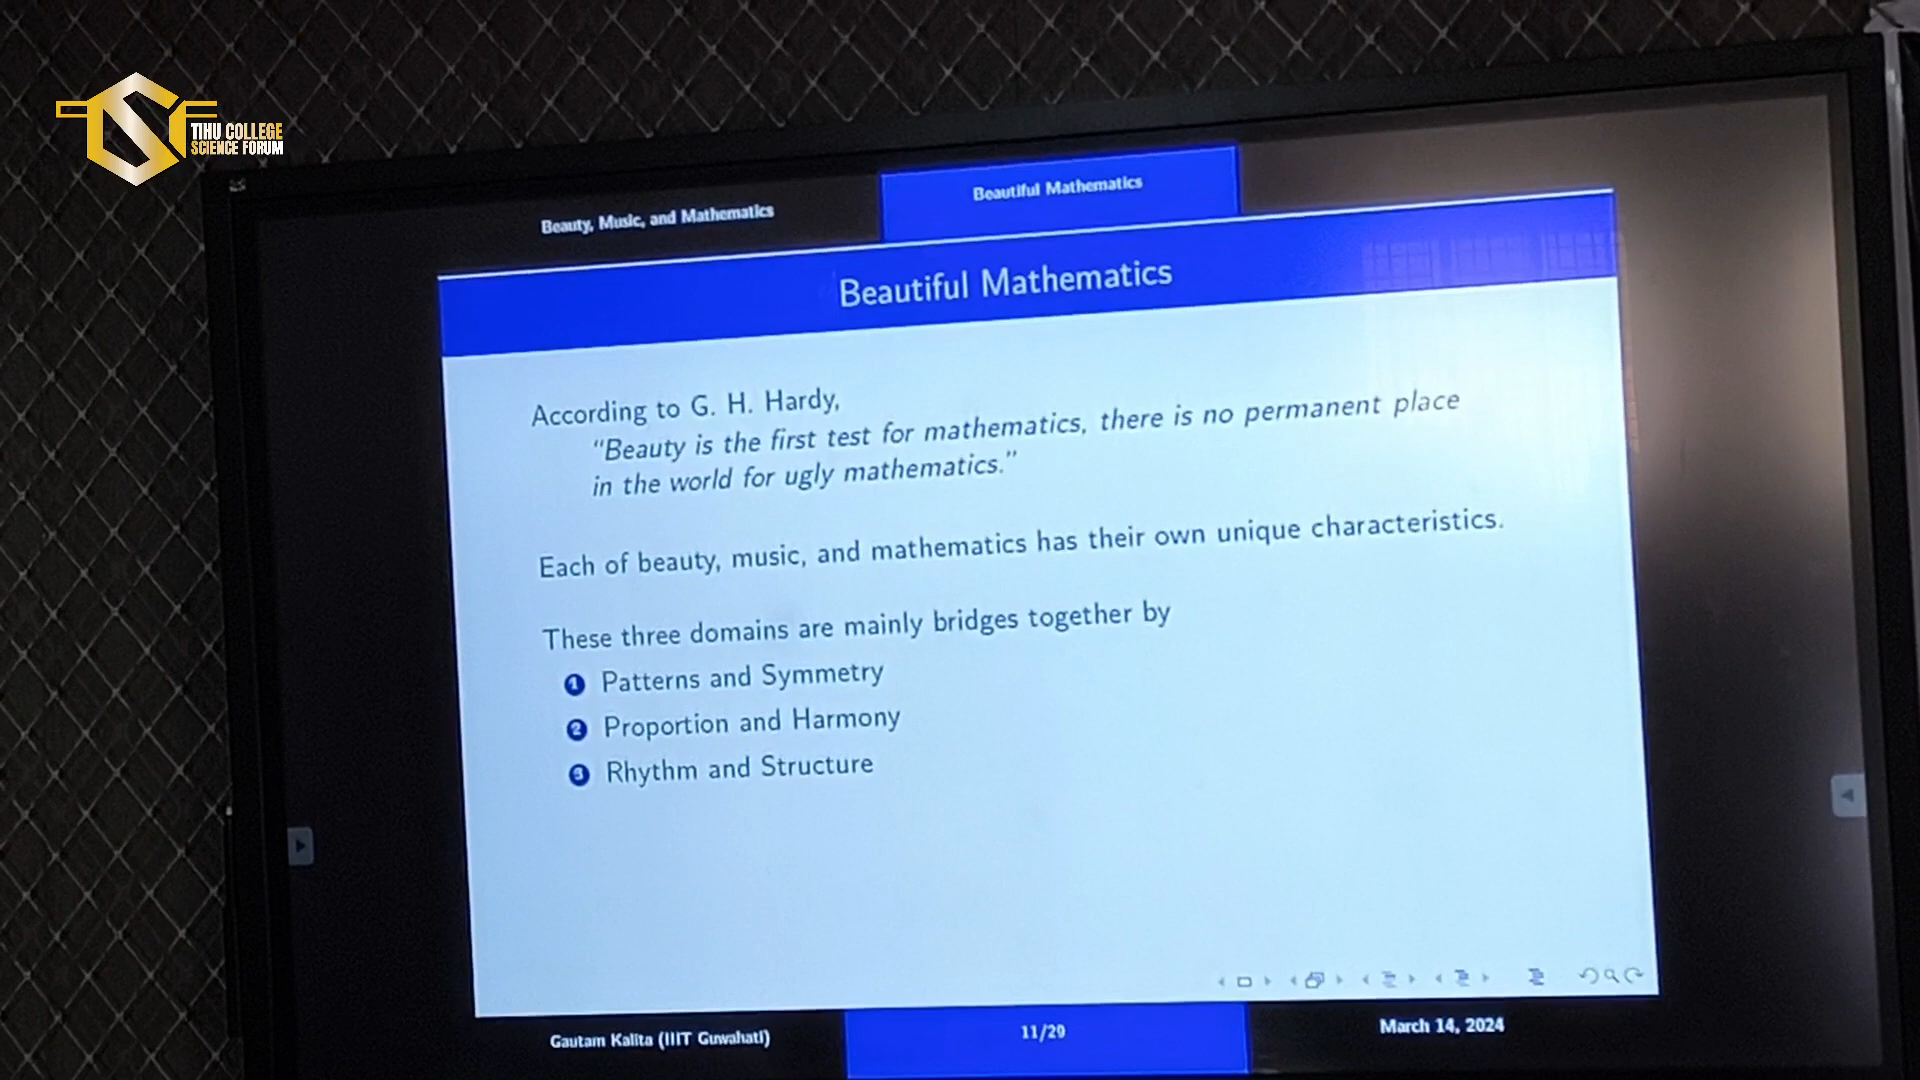 TIHU COLLEGE
SCIENCE FORUM
Beauty, Music, and Mathematics
Beautiful Mathematics
Beautiful Mathematics
According to G. H. Hardy,
"Beauty is the first test for mathematics, there is no permanent place
in the world for ugly mathematics."
Each of beauty, music, and mathematics has their own unique characteristics.
These three domains are mainly bridges together by
1 Patterns and Symmetry
2 Proportion and Harmony
3 Rhythm and Structure
Gautam Kalita (IIIT Guwahati)
11/29
March 14, 2024